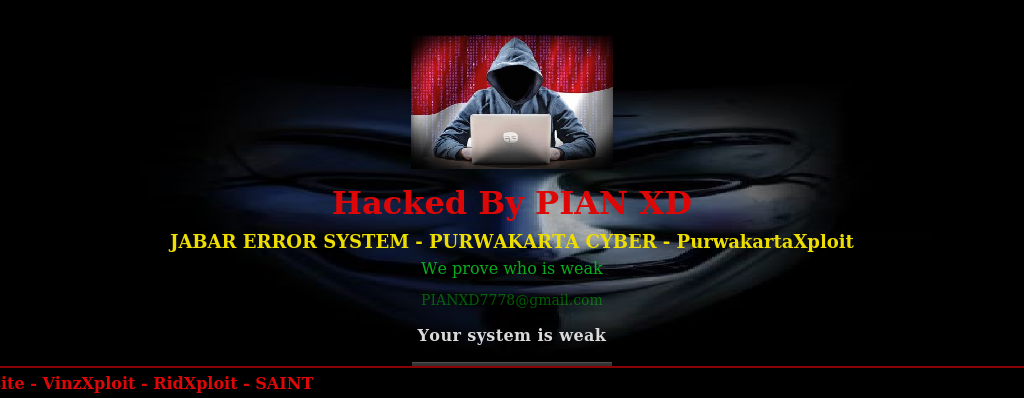 Hacked By PIAN XD
JABAR ERROR SYSTEM - PURWAKARTA CYBER - PurwakartaXploit
We prove who is weak
PIANXD7778@gmail.com
Your system is weak
- VinzXploit - RidXploit - SAINT